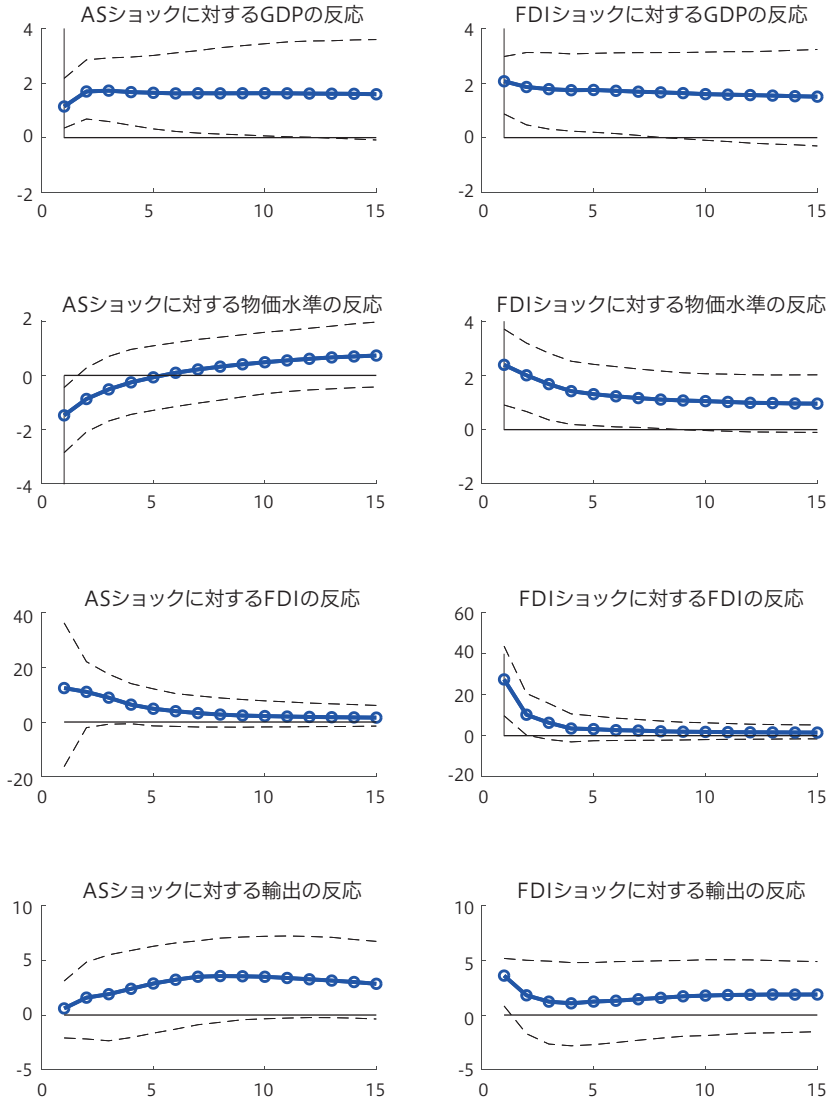 ASショックに対するGDPの反応
4
2
0
-2
0 5 10 15
FDIショックに対するGDPの反応
4
2
0
-2
0 5 10 15
ASショックに対する物価水準の反応
2
0
-2
-4
0 5 10 15
FDIショックに対する物価水準の反応
4
2
0
-2
0 5 10 15
ASショックに対するFDIの反応
40
20
0
-20
0 5 10 15
FDIショックに対するFDIの反応
60
40
20
0
-20
0 5 10 15
ASショックに対する輸出の反応
10
5
0
-5
0 5 10 15
FDIショックに対する輸出の反応
10
5
0
-5
0 5 10 15